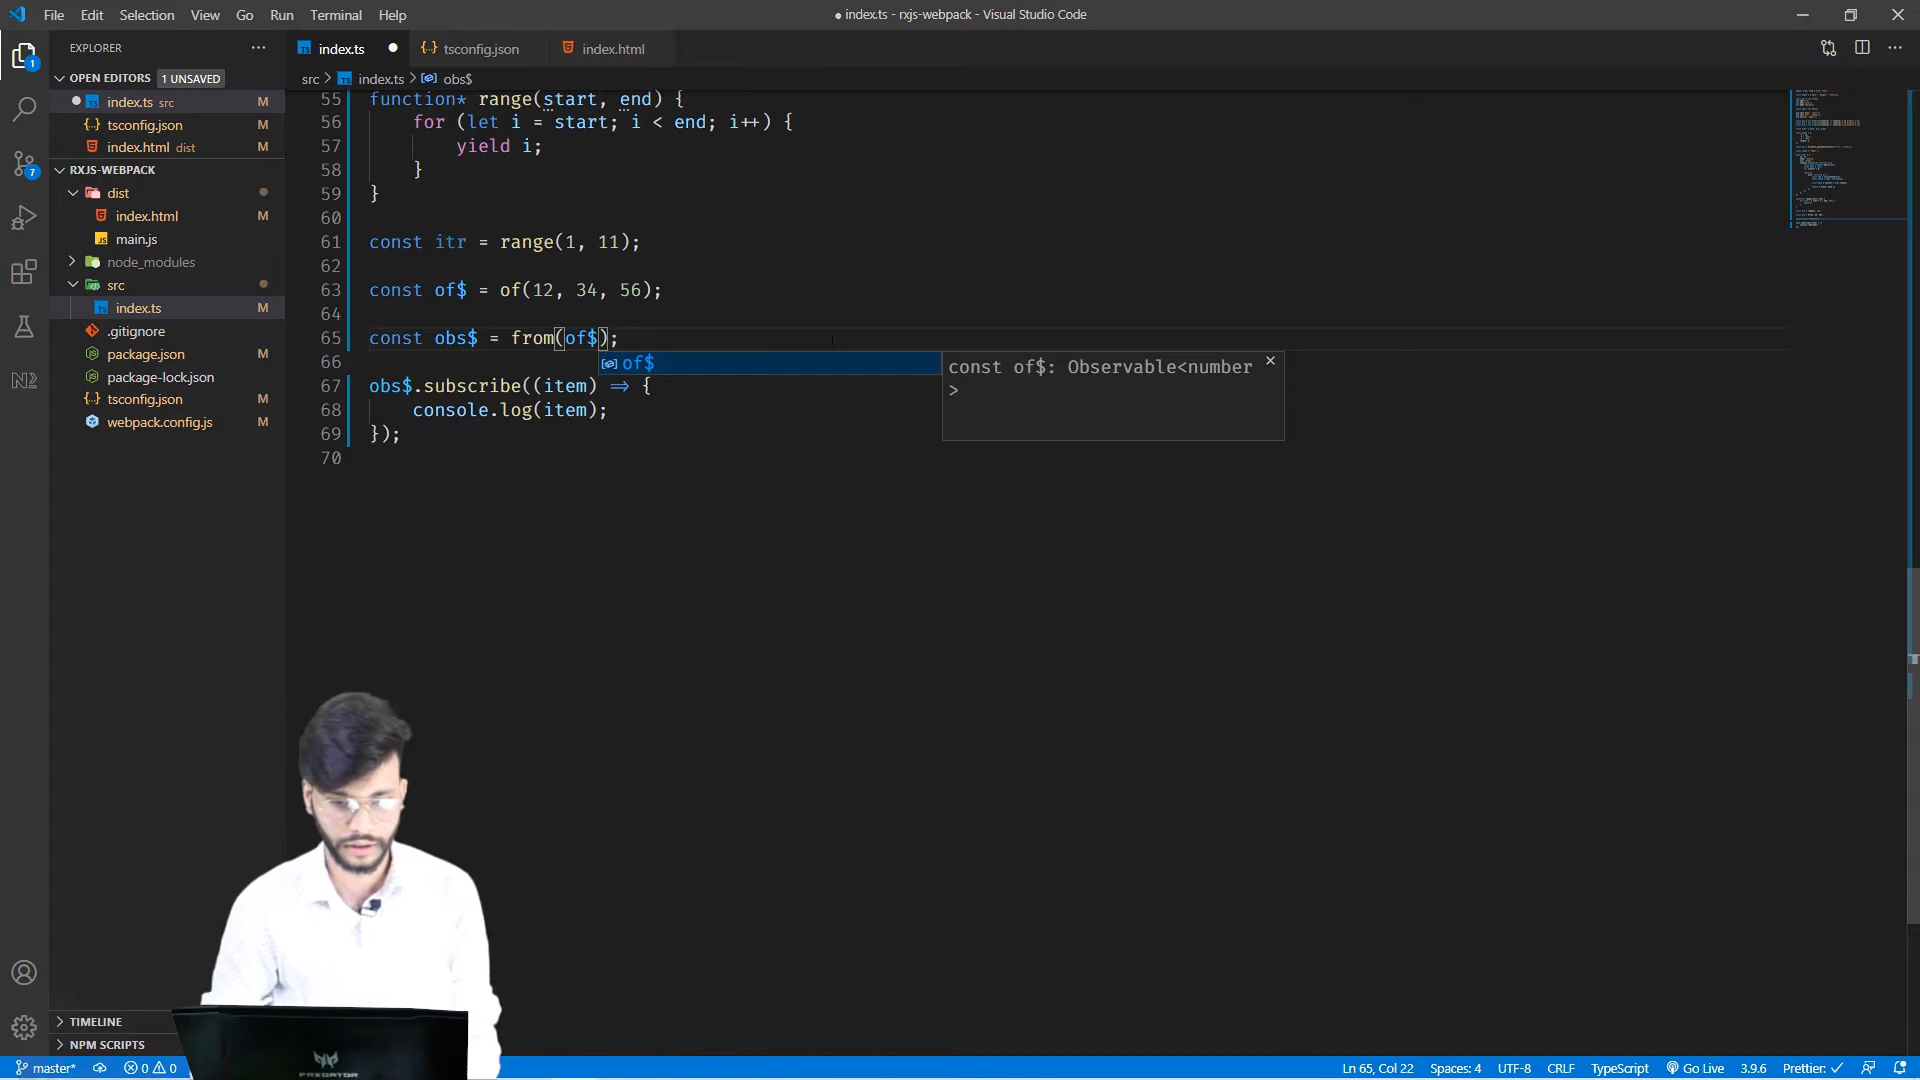 File Edit Selection View Go Run Terminal Help
● index.ts - rxjs-webpack - Visual Studio Code
EXPLORER
index.ts
tsconfig.json
index.html
OPEN EDITORS 1 UNSAVED
index.ts src M
tsconfig.json M
index.html dist M
RXJS-WEBPACK
dist
index.html M
main.js
node_modules
src
index.ts M
.gitignore
package.json M
package-lock.json
tsconfig.json M
webpack.config.js M
TIMELINE
NPM SCRIPTS
1
7
src > index.ts > obs$
55 function* range(start, end) {
56 for (let i = start; i < end; i++) {
57 yield i;
58 }
59 }
60
61 const itr = range(1, 11);
62
63 const of$ = of(12, 34, 56);
64
65 const obs$ = from(of$);
66
67 obs$.subscribe((item) => {
68 console.log(item);
69 });
70
of$
const of$: Observable<number
>
PREDATOR
master* 0 0 Ln 65, Col 22 Spaces: 4 UTF-8 CRLF TypeScript Go Live 3.9.6 Prettier: ✓